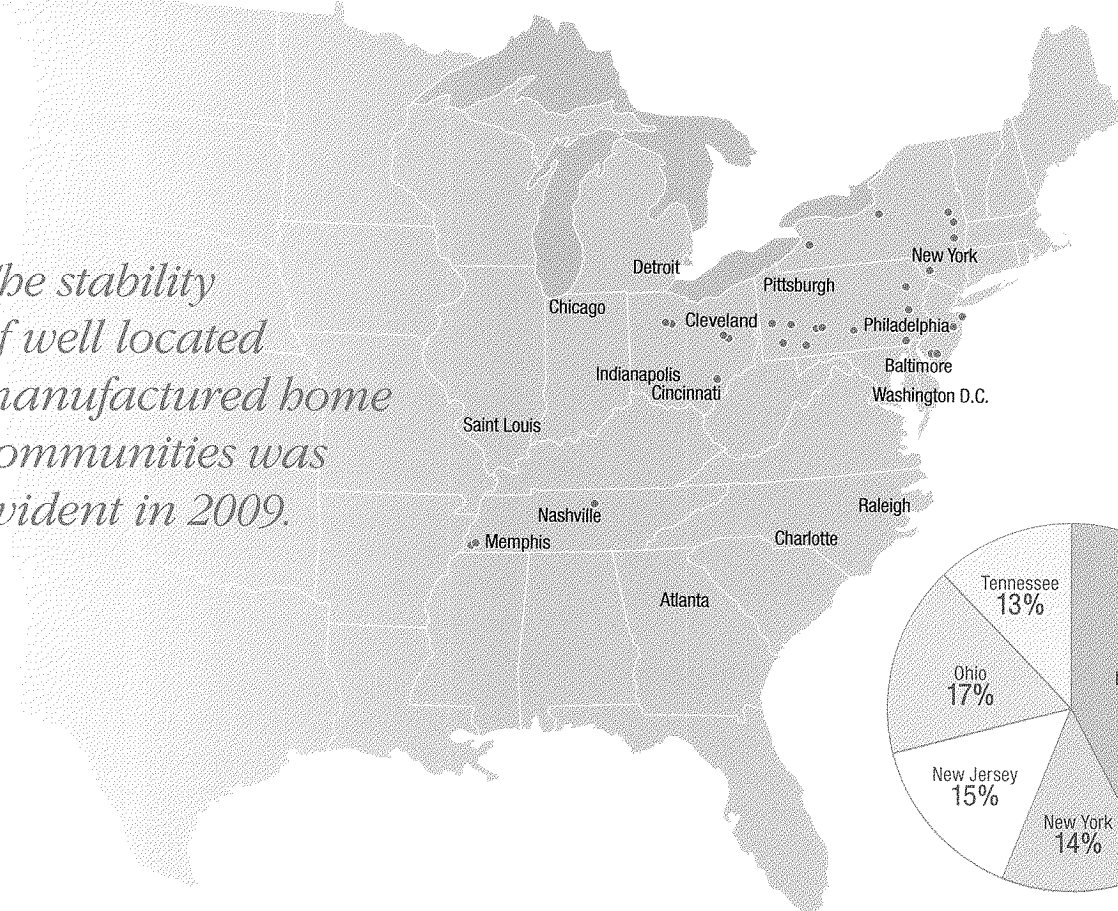 he stability
f well located
anufactured home
ommunities was
vident in 2009.
New York
Detroit
Pittsburgh
Chicago
Cleveland
Philadelphia
Baltimore
Indianapolis
Cincinnati
Washington D.C.
Saint Louis
Raleigh
Nashville
Charlotte
Memphis
Atlanta
Tennessee
13%
Ohio
17%
New Jersey
15%
New York
14%